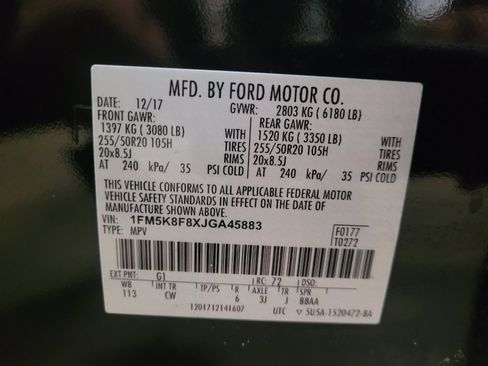 MFD. BY FORD MOTOR CO.
DATE: 12/17 GVWR: 2803 KG ( 6180 LB)
FRONT GAWR: REAR GAWR:
1397 KG ( 3080 LB) WITH 1520 KG ( 3350 LB) WITH
255/50R20 105H TIRES 255/50R20 105H TIRES
20x8.5J RIMS 20x8.5J RIMS
AT 240 kPa/ 35 PSI COLD AT 240 kPa/ 35 PSI COLD
THIS VEHICLE CONFORMS TO ALL APPLICABLE FEDERAL MOTOR
VEHICLE SAFETY STANDARDS IN EFFECT ON THE DATE OF
MANUFACTURE SHOWN ABOVE.
VIN: 1FM5K8F8XJGA45883 F0177
TYPE: MPV T0272
EXT PNT: G1 RC: 72 DSO:
WB INT TR TP/PS R AXLE TR SPR
113 CW 6 3J J BBAA
1201712141607 UTC ▽ 5U5A-1520472-BA